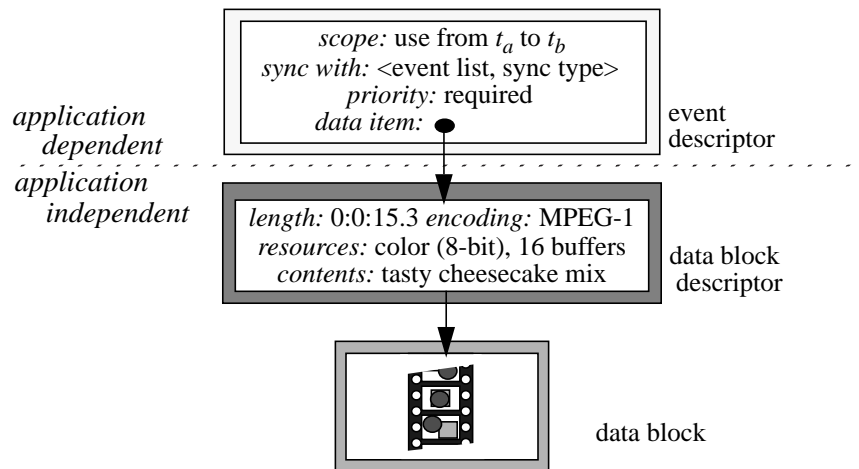 scope: use from t_a to t_b
sync with: <event list, sync type>
priority: required
data item:
event
descriptor
application
dependent
application
independent
length: 0:0:15.3 encoding: MPEG-1
resources: color (8-bit), 16 buffers
contents: tasty cheesecake mix
data block
descriptor
data block